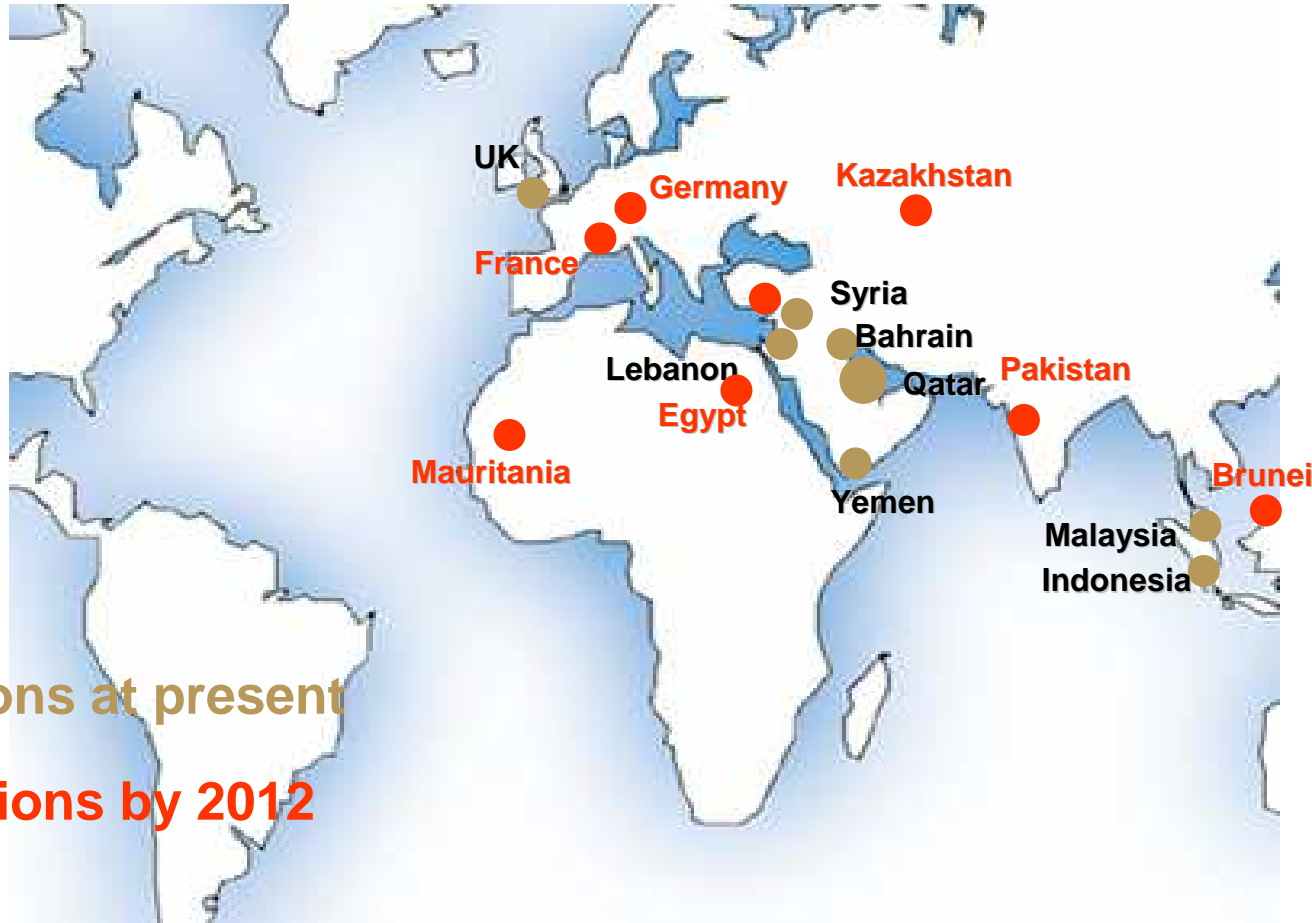 UK
Germany
Kazakhstan
France
Syria
Bahrain
Lebanon
Qatar
Pakistan
Egypt
Mauritania
Brunei
Yemen
Malaysia
Indonesia
ons at present
ions by 2012